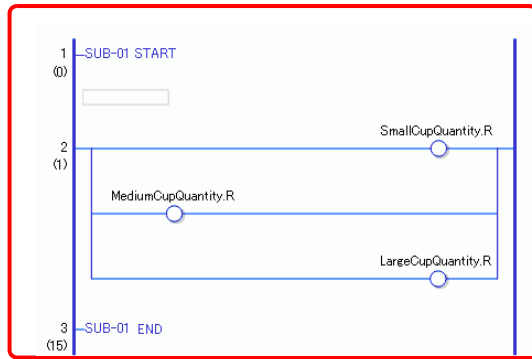 1 SUB-01 START
(0)
SmallCupQuantity.R
2
(1)
MediumCupQuantity.R
LargeCupQuantity.R
3 SUB-01 END
(15)